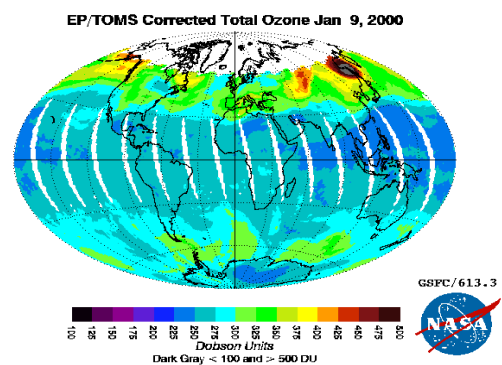 EP/TOMS Corrected Total Ozone Jan 9, 2000
GSFC/613.3
NASA
100 125 150 175 200 225 250 275 300 325 350 375 400 425 450 475 500
Dobson Units
Dark Gray < 100 and > 500 DU